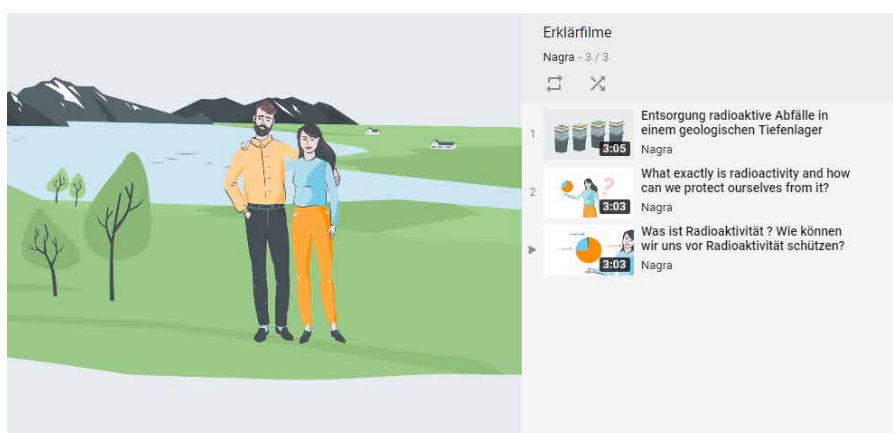 Erklärfilme
Nagra - 3 / 3
1
Entsorgung radioaktive Abfälle in
einem geologischen Tiefenlager
3:05
Nagra
2
What exactly is radioactivity and how
can we protect ourselves from it?
3:03
Nagra
Was ist Radioaktivität ? Wie können
wir uns vor Radioaktivität schützen?
3:03
Nagra